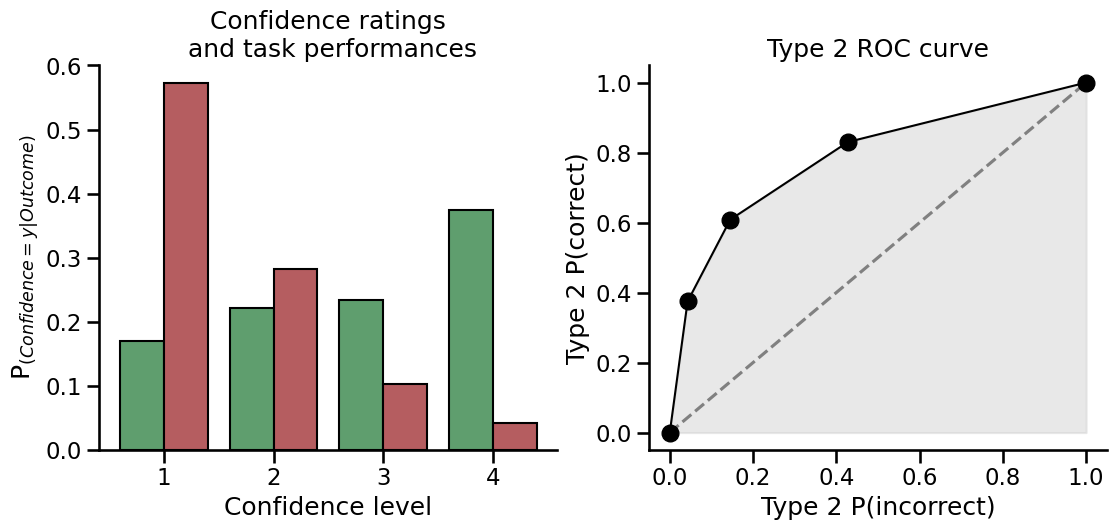 Confidence ratings
and task performances
P(Confidence = y|Outcome)
0.6
0.5
0.4
0.3
0.2
0.1
0.0
1 2 3 4
Confidence level
Type 2 ROC curve
Type 2 P(correct)
1.0
0.8
0.6
0.4
0.2
0.0
0.0 0.2 0.4 0.6 0.8 1.0
Type 2 P(incorrect)